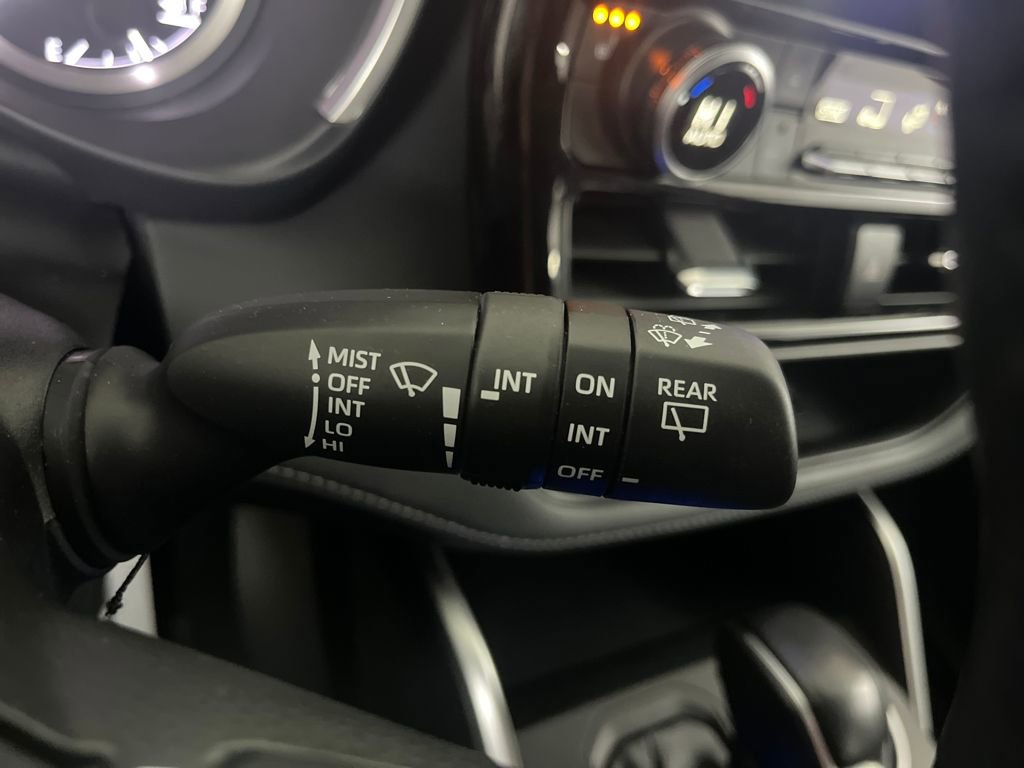 MIST
OFF
INT
LO
HI
INT
ON
INT
OFF
REAR
E